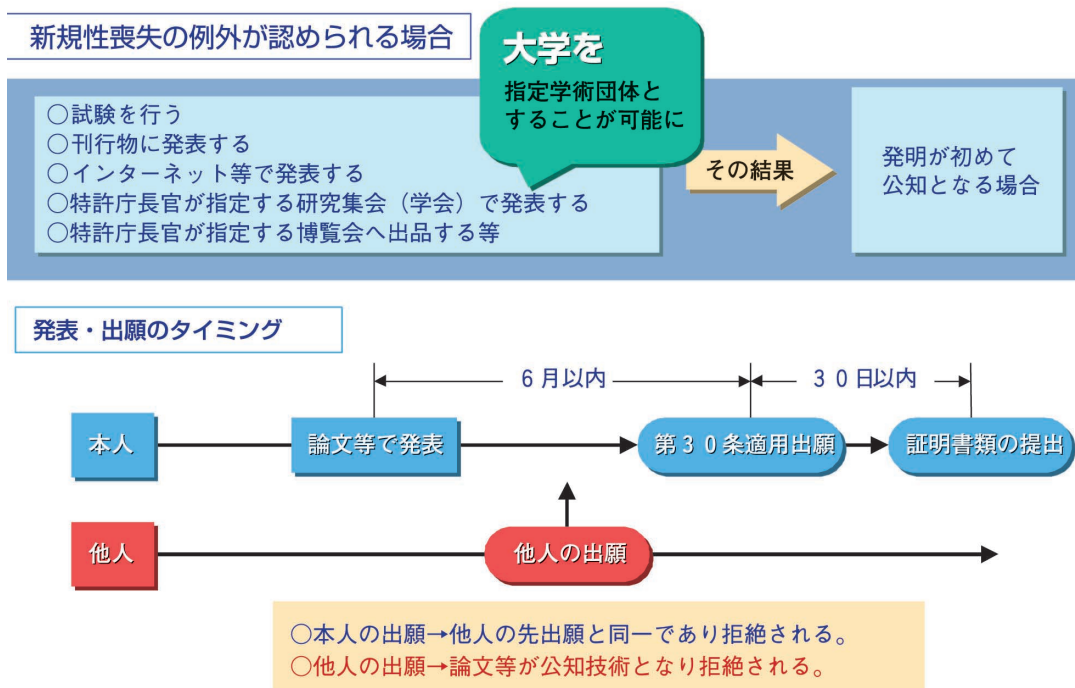 新規性喪失の例外が認められる場合
大学を
指定学術団体と
することが可能に
○試験を行う
○刊行物に発表する
○インターネット等で発表する
○特許庁長官が指定する研究集会（学会）で発表する
○特許庁長官が指定する博覧会へ出品する等
その結果
発明が初めて
公知となる場合
発表・出願のタイミング
６月以内
３０日以内
本人
論文等で発表
第３０条適用出願
証明書類の提出
他人
他人の出願
○本人の出願→他人の先出願と同一であり拒絶される。
○他人の出願→論文等が公知技術となり拒絶される。